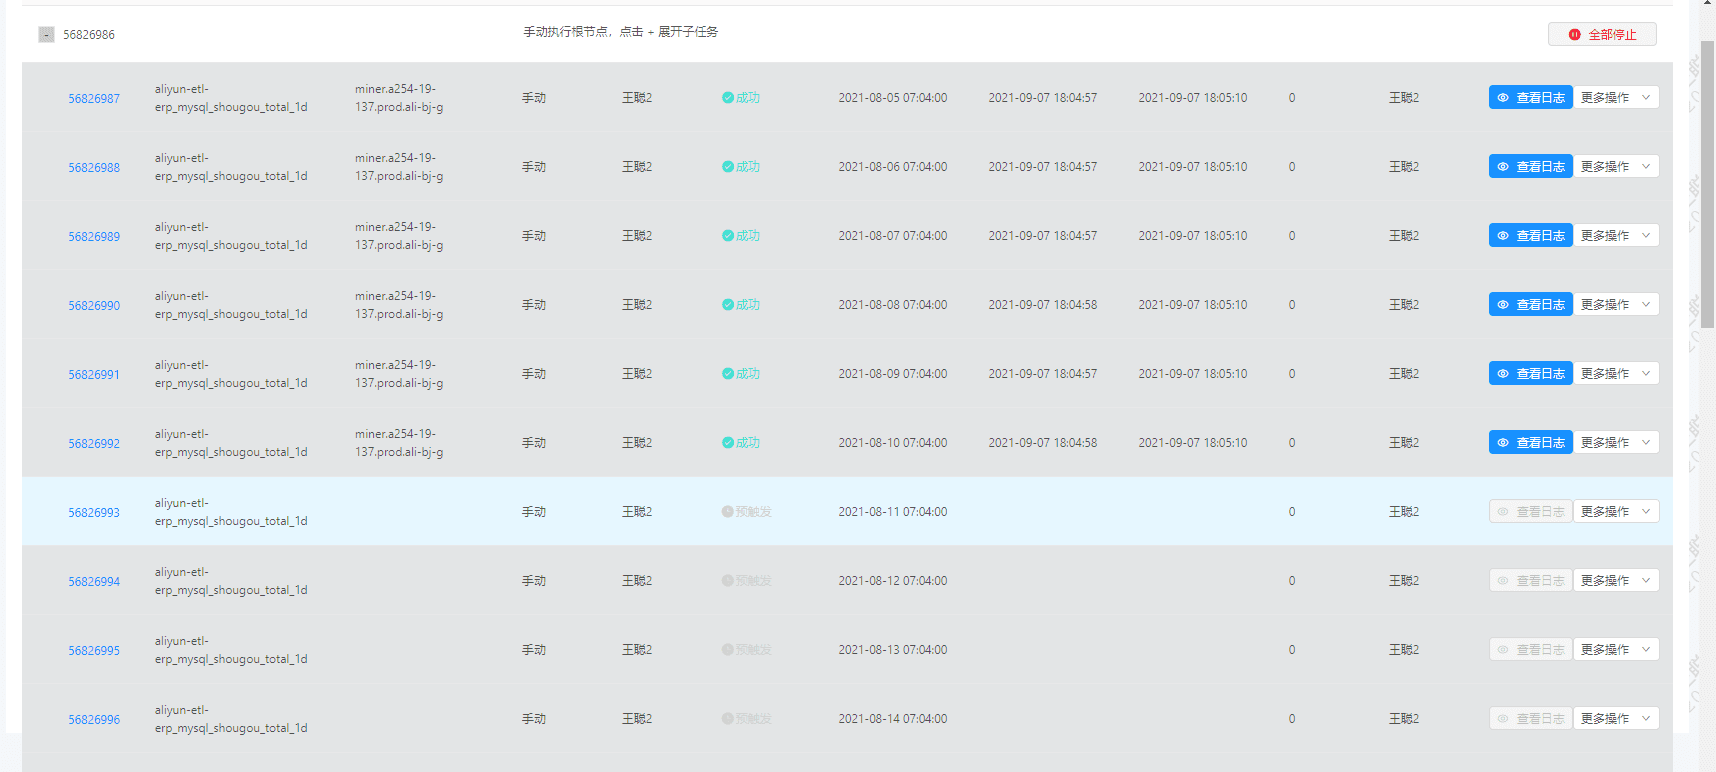 - 56826986 手动执行根节点，点击 + 展开子任务 全部停止
56826987 aliyun-etl-erp_mysql_shougou_total_1d miner.a254-19-137.prod.ali-bj-g 手动 王聪2 成功 2021-08-05 07:04:00 2021-09-07 18:04:57 2021-09-07 18:05:10 0 王聪2 查看日志 更多操作
56826988 aliyun-etl-erp_mysql_shougou_total_1d miner.a254-19-137.prod.ali-bj-g 手动 王聪2 成功 2021-08-06 07:04:00 2021-09-07 18:04:57 2021-09-07 18:05:10 0 王聪2 查看日志 更多操作
56826989 aliyun-etl-erp_mysql_shougou_total_1d miner.a254-19-137.prod.ali-bj-g 手动 王聪2 成功 2021-08-07 07:04:00 2021-09-07 18:04:57 2021-09-07 18:05:10 0 王聪2 查看日志 更多操作
56826990 aliyun-etl-erp_mysql_shougou_total_1d miner.a254-19-137.prod.ali-bj-g 手动 王聪2 成功 2021-08-08 07:04:00 2021-09-07 18:04:58 2021-09-07 18:05:10 0 王聪2 查看日志 更多操作
56826991 aliyun-etl-erp_mysql_shougou_total_1d miner.a254-19-137.prod.ali-bj-g 手动 王聪2 成功 2021-08-09 07:04:00 2021-09-07 18:04:57 2021-09-07 18:05:10 0 王聪2 查看日志 更多操作
56826992 aliyun-etl-erp_mysql_shougou_total_1d miner.a254-19-137.prod.ali-bj-g 手动 王聪2 成功 2021-08-10 07:04:00 2021-09-07 18:04:58 2021-09-07 18:05:10 0 王聪2 查看日志 更多操作
56826993 aliyun-etl-erp_mysql_shougou_total_1d 手动 王聪2 预触发 2021-08-11 07:04:00 0 王聪2 查看日志 更多操作
56826994 aliyun-etl-erp_mysql_shougou_total_1d 手动 王聪2 预触发 2021-08-12 07:04:00 0 王聪2 查看日志 更多操作
56826995 aliyun-etl-erp_mysql_shougou_total_1d 手动 王聪2 预触发 2021-08-13 07:04:00 0 王聪2 查看日志 更多操作
56826996 aliyun-etl-erp_mysql_shougou_total_1d 手动 王聪2 预触发 2021-08-14 07:04:00 0 王聪2 查看日志 更多操作